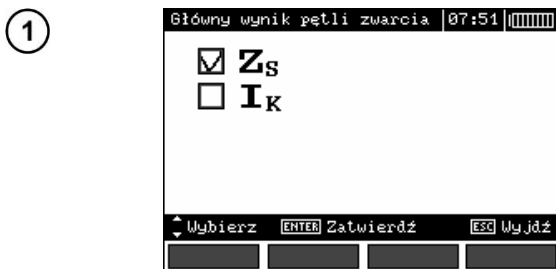 1
Główny wynik pętli zwarcia 07:51
Zs
IK
Wybierz ENTER Zatwierdź ESC Wyjdź